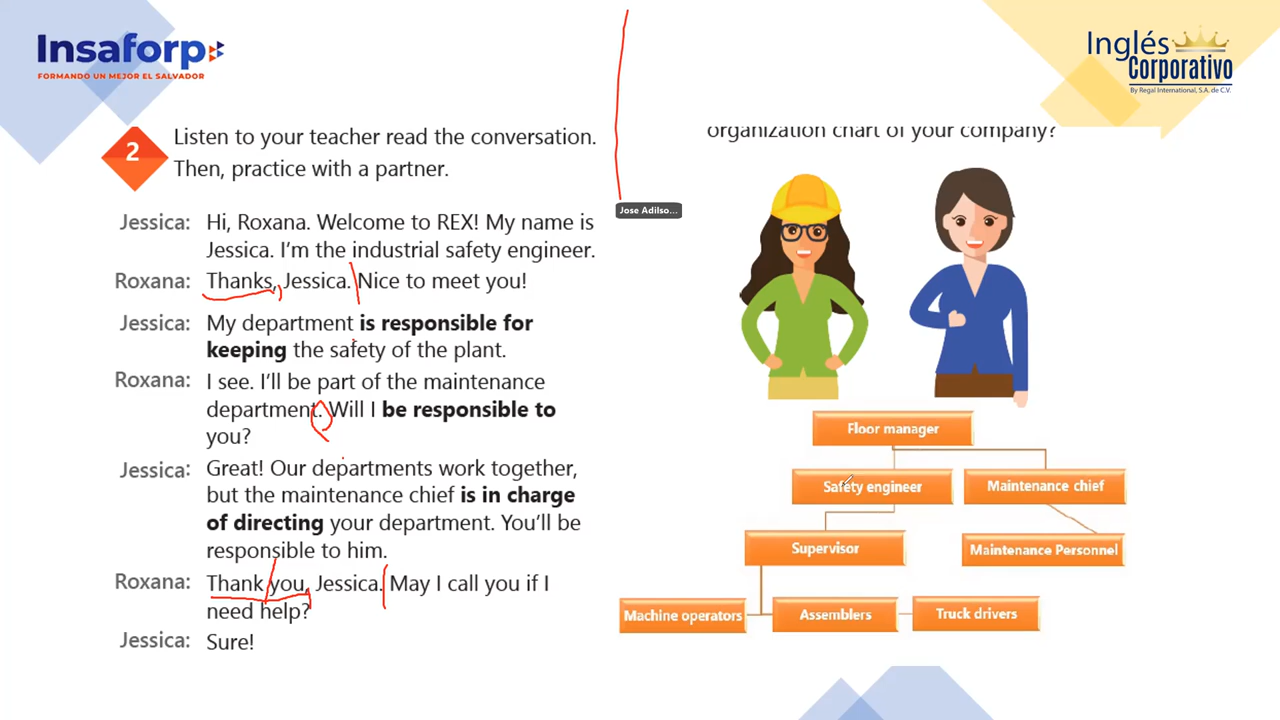 Insaforp
FORMANDO UN MEJOR EL SALVADOR
Inglés
Corporativo
By Regal International, S.A. de C.V.
2
Listen to your teacher read the conversation.
Then, practice with a partner.
Jessica: Hi, Roxana. Welcome to REX! My name is
Jessica. I'm the industrial safety engineer.
Roxana: Thanks, Jessica. Nice to meet you!
Jessica: My department is responsible for
keeping the safety of the plant.
Roxana: I see. I'll be part of the maintenance
department. Will I be responsible to
you?
Jessica: Great! Our departments work together,
but the maintenance chief is in charge
of directing your department. You'll be
responsible to him.
Roxana: Thank you, Jessica. May I call you if I
need help?
Jessica: Sure!
organization chart of your company?
Jose Adilso...
Floor manager
Safety engineer
Maintenance chief
Supervisor
Maintenance Personnel
Machine operators
Assemblers
Truck drivers